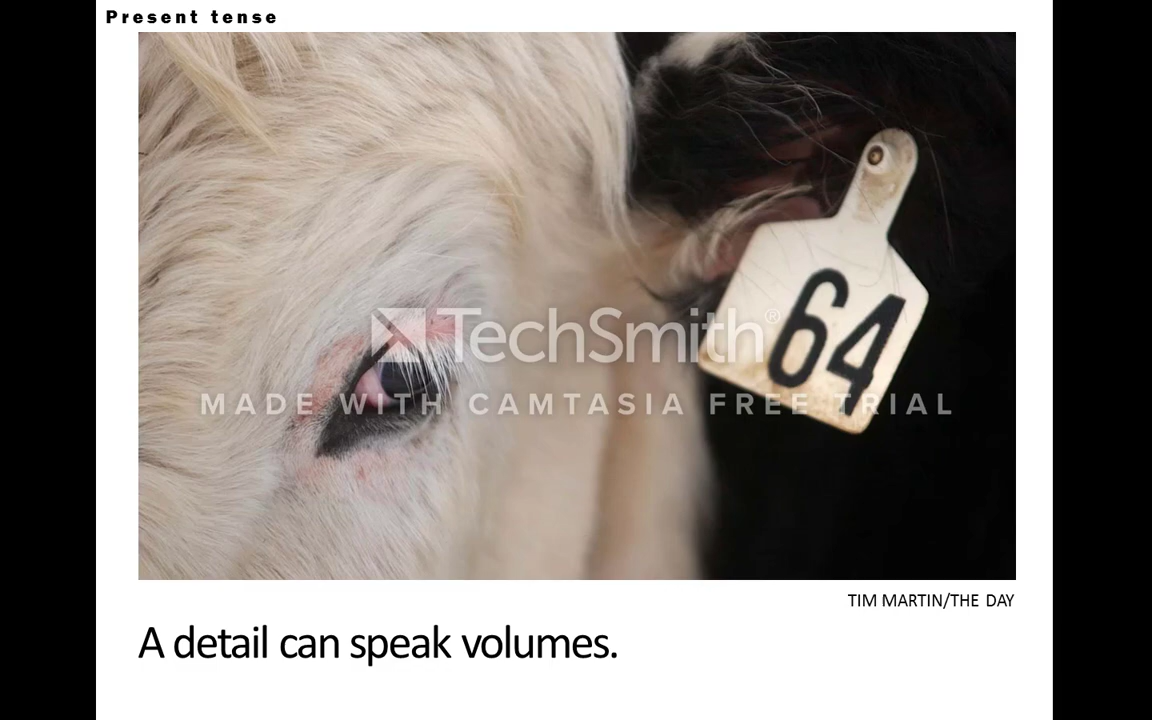 Present tense
64
TechSmith®
MADE WITH CAMTASIA FREE TRIAL
TIM MARTIN/THE DAY
A detail can speak volumes.